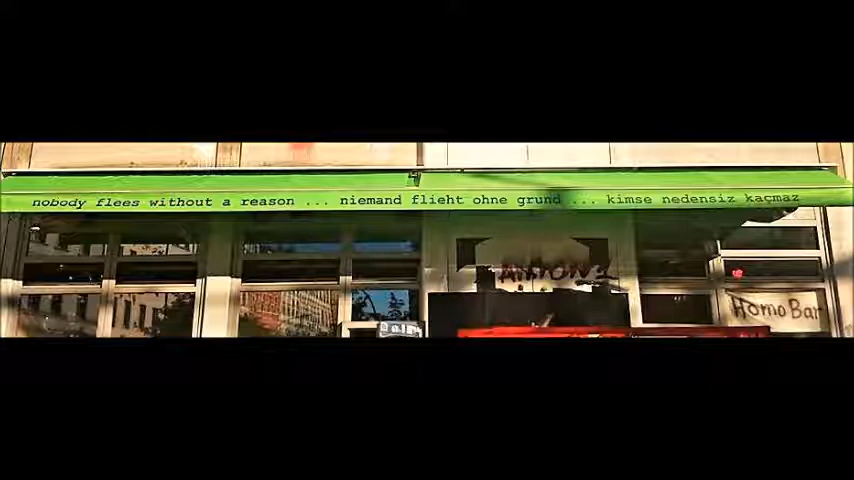 nobody flees without a reason ... niemand flieht ohne grund ... kimse nedensiz kaçmaz
Homo Bar